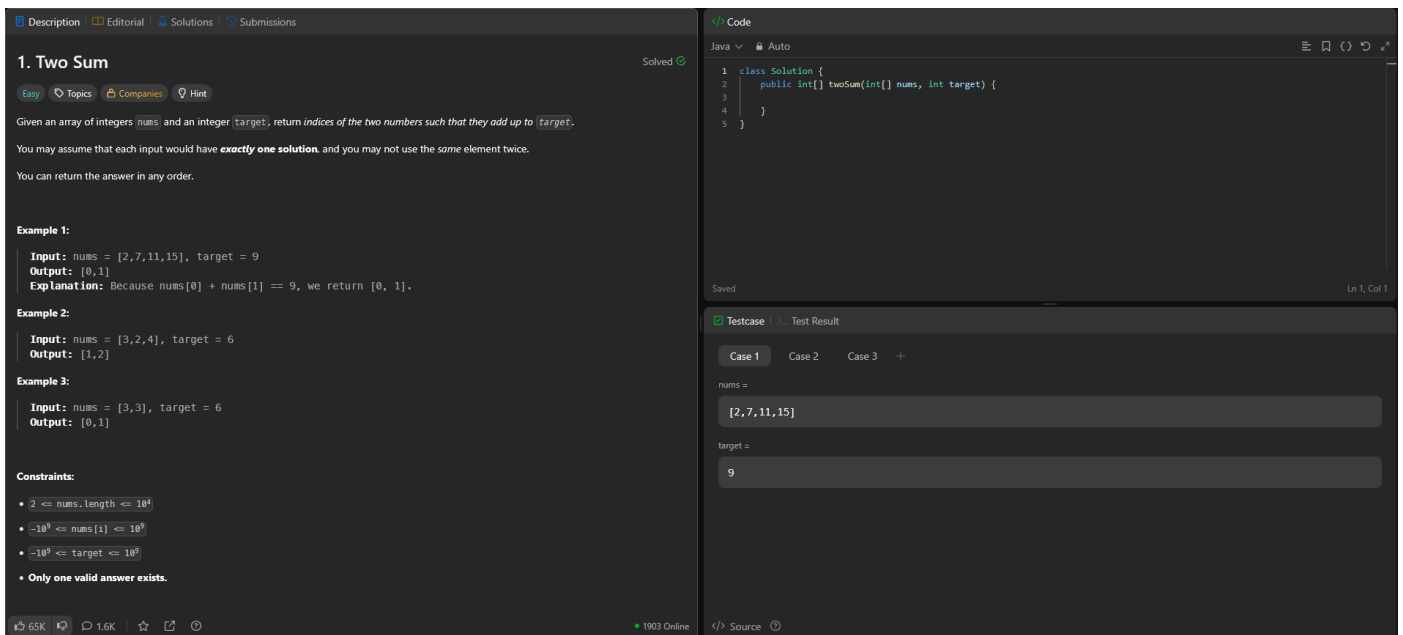 Description
Editorial
Solutions
Submissions
1. Two Sum
Solved
Easy
Topics
Companies
Hint
Given an array of integers nums and an integer target, return indices of the two numbers such that they add up to target.
You may assume that each input would have exactly one solution, and you may not use the same element twice.
You can return the answer in any order.
Example 1:
Input: nums = [2,7,11,15], target = 9
Output: [0,1]
Explanation: Because nums[0] + nums[1] == 9, we return [0, 1].
Example 2:
Input: nums = [3,2,4], target = 6
Output: [1,2]
Example 3:
Input: nums = [3,3], target = 6
Output: [0,1]
Constraints:
• 2 <= nums.length <= 10⁴
• -10⁹ <= nums[i] <= 10⁹
• -10⁹ <= target <= 10⁹
• Only one valid answer exists.
65K
1.6K
1903 Online
</> Code
Java
Auto
1 class Solution {
2 public int[] twoSum(int[] nums, int target) {
3
4 }
5 }
Saved
Ln 1, Col 1
Testcase
>_ Test Result
Case 1
Case 2
Case 3
+
nums =
[2,7,11,15]
target =
9
</> Source